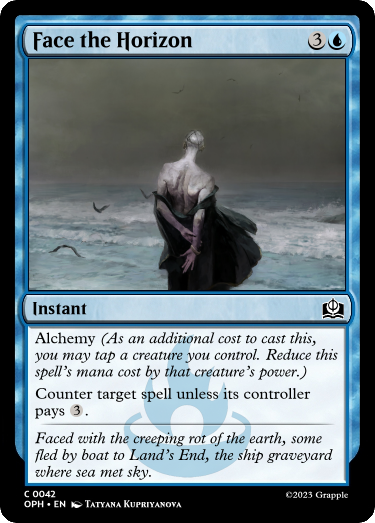 Face the Horizon
3
Instant
Alchemy (As an additional cost to cast this,
you may tap a creature you control. Reduce this
spell's mana cost by that creature's power.)
Counter target spell unless its controller
pays 3.
Faced with the creeping rot of the earth, some
fled by boat to Land's End, the ship graveyard
where sea met sky.
C 0042
OPH • EN Tatyana Kupriyanova
©2023 Grapple